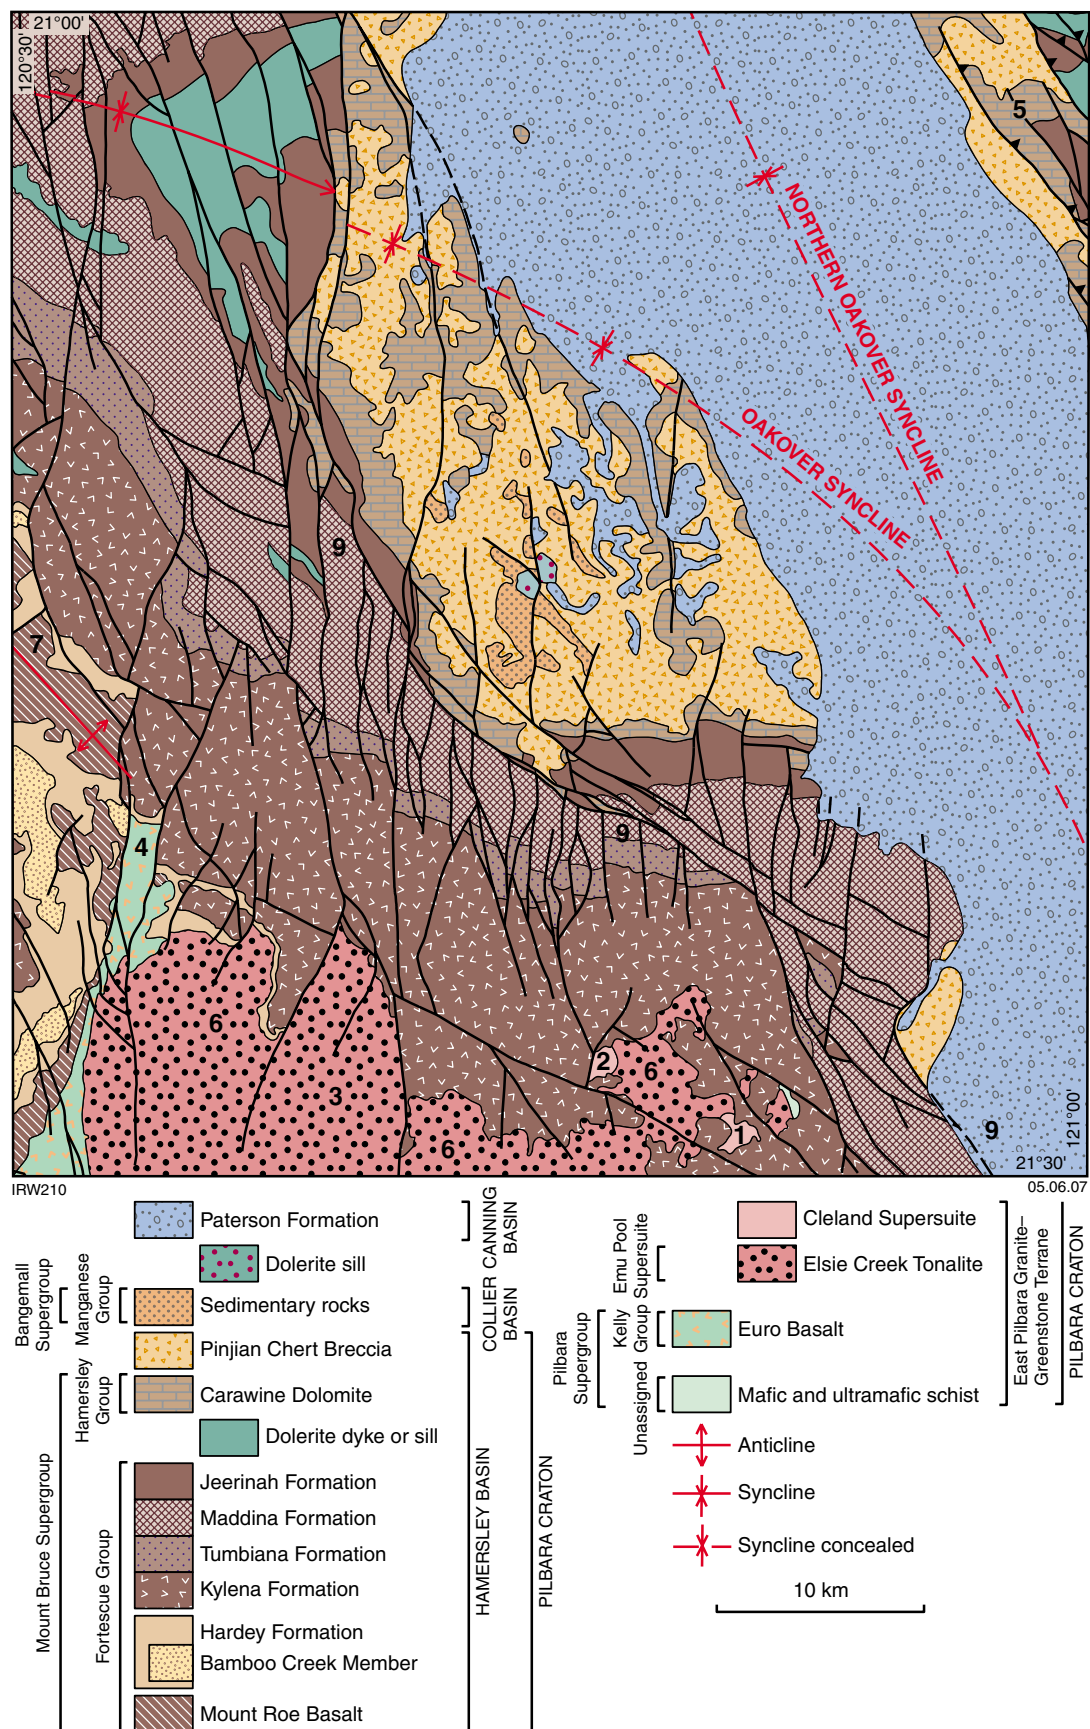 21°00'
120°30'
5
NORTHERN OAKOVER SYNCLINE
OAKOVER SYNCLINE
9
7
4
9
6
3
2
6
1
6
9
121°00'
21°30'
IRW210
05.06.07
Paterson Formation
CANNING BASIN
Dolerite sill
Bangemall Supergroup
Manganese Group
Sedimentary rocks
COLLIER BASIN
Pinjian Chert Breccia
Hamersley Group
Carawine Dolomite
Dolerite dyke or sill
Mount Bruce Supergroup
Fortescue Group
Jeerinah Formation
Maddina Formation
Tumbiana Formation
Kylena Formation
Hardey Formation
Bamboo Creek Member
Mount Roe Basalt
HAMERSLEY BASIN
PILBARA CRATON
Cleland Supersuite
Emu Pool Supersuite
Elsie Creek Tonalite
Pilbara Supergroup
Kelly Group
Euro Basalt
Unassigned
Mafic and ultramafic schist
East Pilbara Granite–
Greenstone Terrane
PILBARA CRATON
Anticline
Syncline
Syncline concealed
10 km